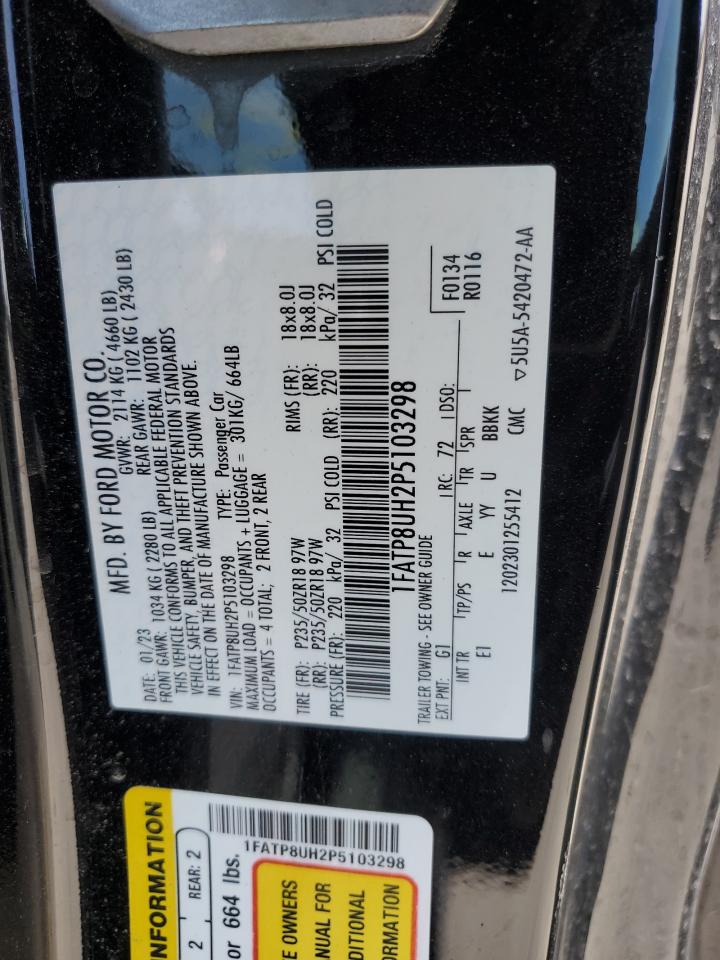 MFD. BY FORD MOTOR CO.
DATE: 01/23 GVWR: 2114 KG ( 4660 LB)
FRONT GAWR: 1034 KG ( 2280 LB) REAR GAWR: 1102 KG ( 2430 LB)
THIS VEHICLE CONFORMS TO ALL APPLICABLE FEDERAL MOTOR
VEHICLE SAFETY, BUMPER, AND THEFT PREVENTION STANDARDS
IN EFFECT ON THE DATE OF MANUFACTURE SHOWN ABOVE.
VIN: 1FATP8UH2P5103298 TYPE: Passenger Car
MAXIMUM LOAD = OCCUPANTS + LUGGAGE = 301KG/ 664LB
OCCUPANTS = 4 TOTAL; 2 FRONT, 2 REAR
TIRE (FR): P235/50ZR18 97W RIMS (FR): 18x8.0J
(RR): P235/50ZR18 97W (RR): 18x8.0J
PRESSURE (FR): 220 kPa/ 32 PSI COLD (RR): 220 kPa/ 32 PSI COLD
1FATP8UH2P5103298
TRAILER TOWING - SEE OWNER GUIDE
EXT PNT: G1 RC: 72 DSO: F0134
INT TR TP/PS R AXLE TR SPR R0116
E1 E YY U BBKK
1202301255412 CMC 5U5A-5420472-AA
INFORMATION
2 REAR: 2
or 664 lbs.
1FATP8UH2P5103298
E OWNERS
ANUAL FOR
DITIONAL
ORMATION